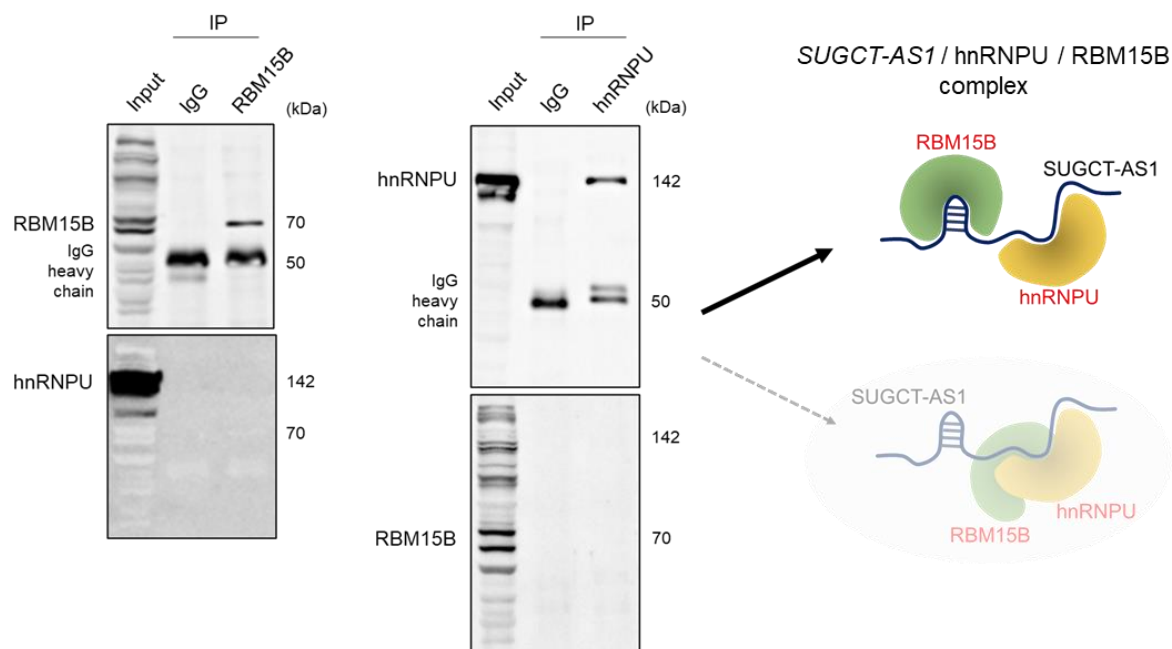 IP
Input
IgG
RBM15B
(kDa)
RBM15B
70
IgG
heavy
chain
50
hnRNPU
142
70
IP
Input
IgG
hnRNPU
(kDa)
hnRNPU
142
IgG
heavy
chain
50
142
RBM15B
70
SUGCT-AS1 / hnRNPU / RBM15B
complex
RBM15B
SUGCT-AS1
hnRNPU
SUGCT-AS1
RBM15B
hnRNPU